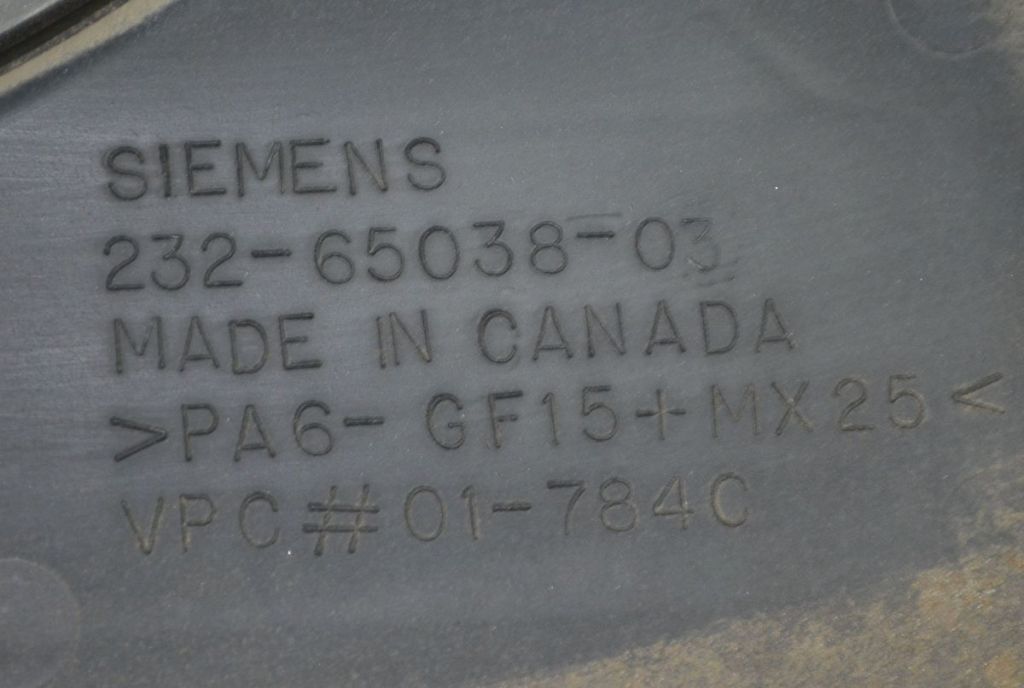 SIEMENS
232-65038-03
MADE IN CANADA
>PA6- GF15+MX25<
VPC#01-784C